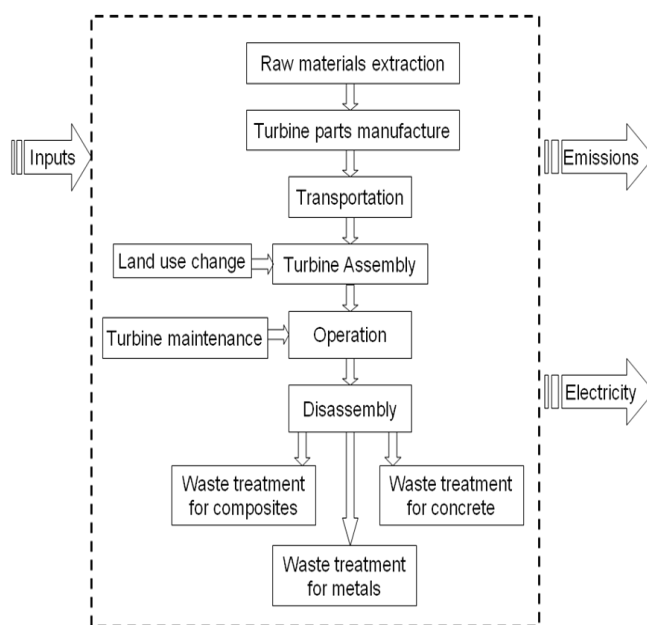 Raw materials extraction
Turbine parts manufacture
Inputs
Emissions
Transportation
Land use change
Turbine Assembly
Turbine maintenance
Operation
Electricity
Disassembly
Waste treatment
for composites
Waste treatment
for concrete
Waste treatment
for metals